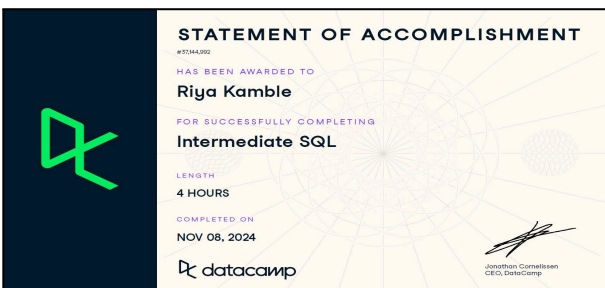 STATEMENT OF ACCOMPLISHMENT
#37,144,992
HAS BEEN AWARDED TO
Riya Kamble
FOR SUCCESSFULLY COMPLETING
Intermediate SQL
LENGTH
4 HOURS
COMPLETED ON
NOV 08, 2024
datacamp
Jonathan Cornelissen
CEO, DataCamp